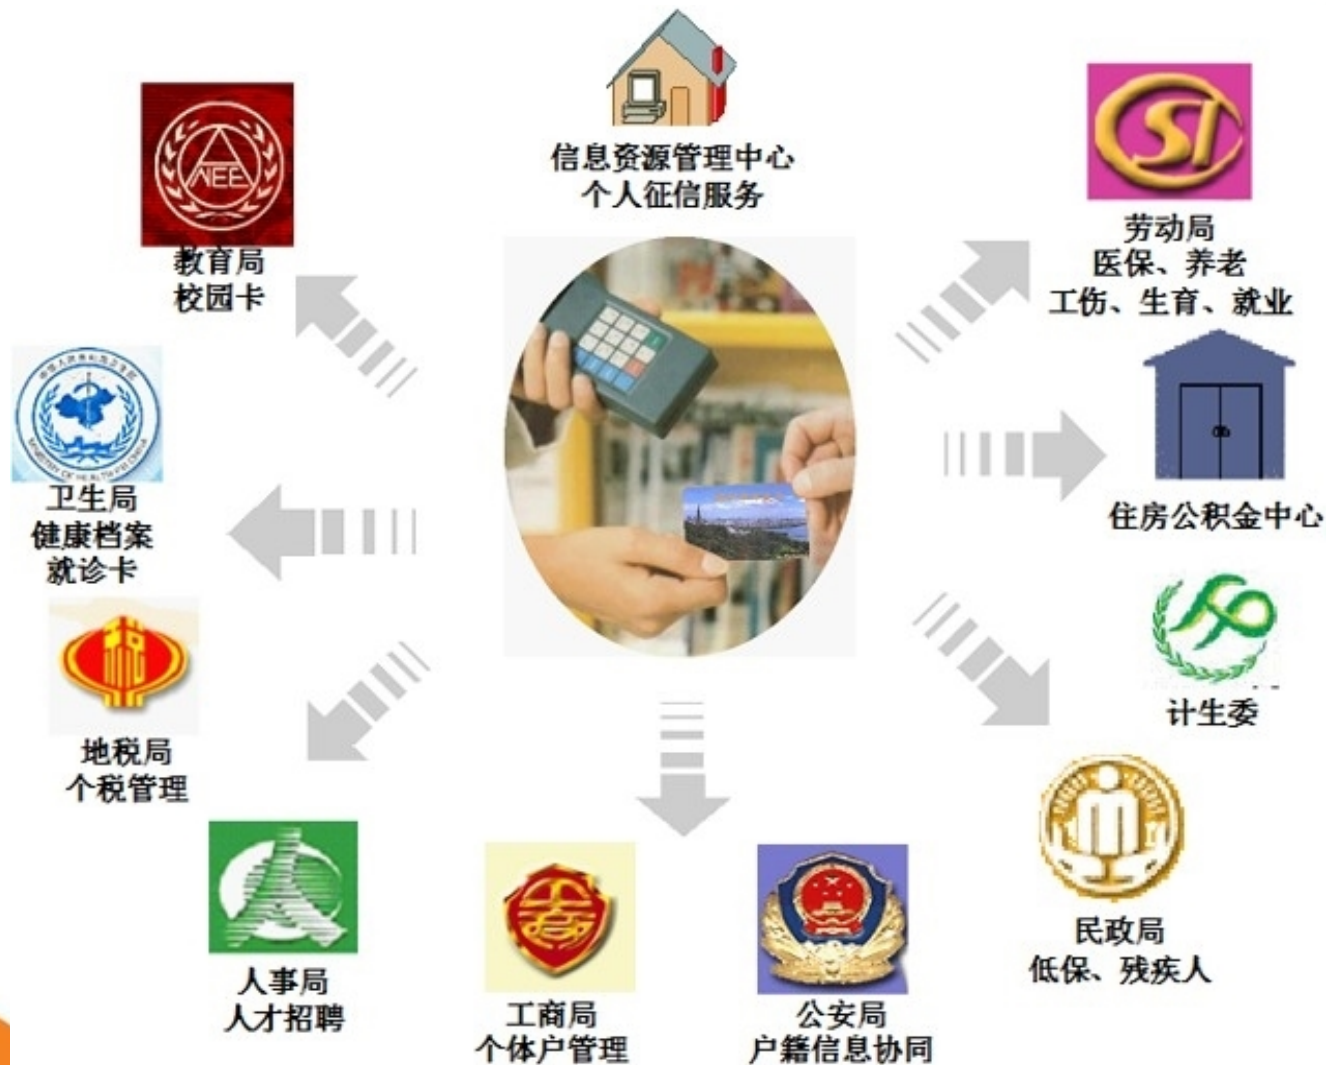 信息资源管理中心
个人征信服务
教育局
校园卡
NEE
SI
劳动局
医保、养老
工伤、生育、就业
住房公积金中心
卫生局
健康档案
就诊卡
计生委
地税局
个税管理
民政局
低保、残疾人
人事局
人才招聘
工商局
个体户管理
公安局
户籍信息协同